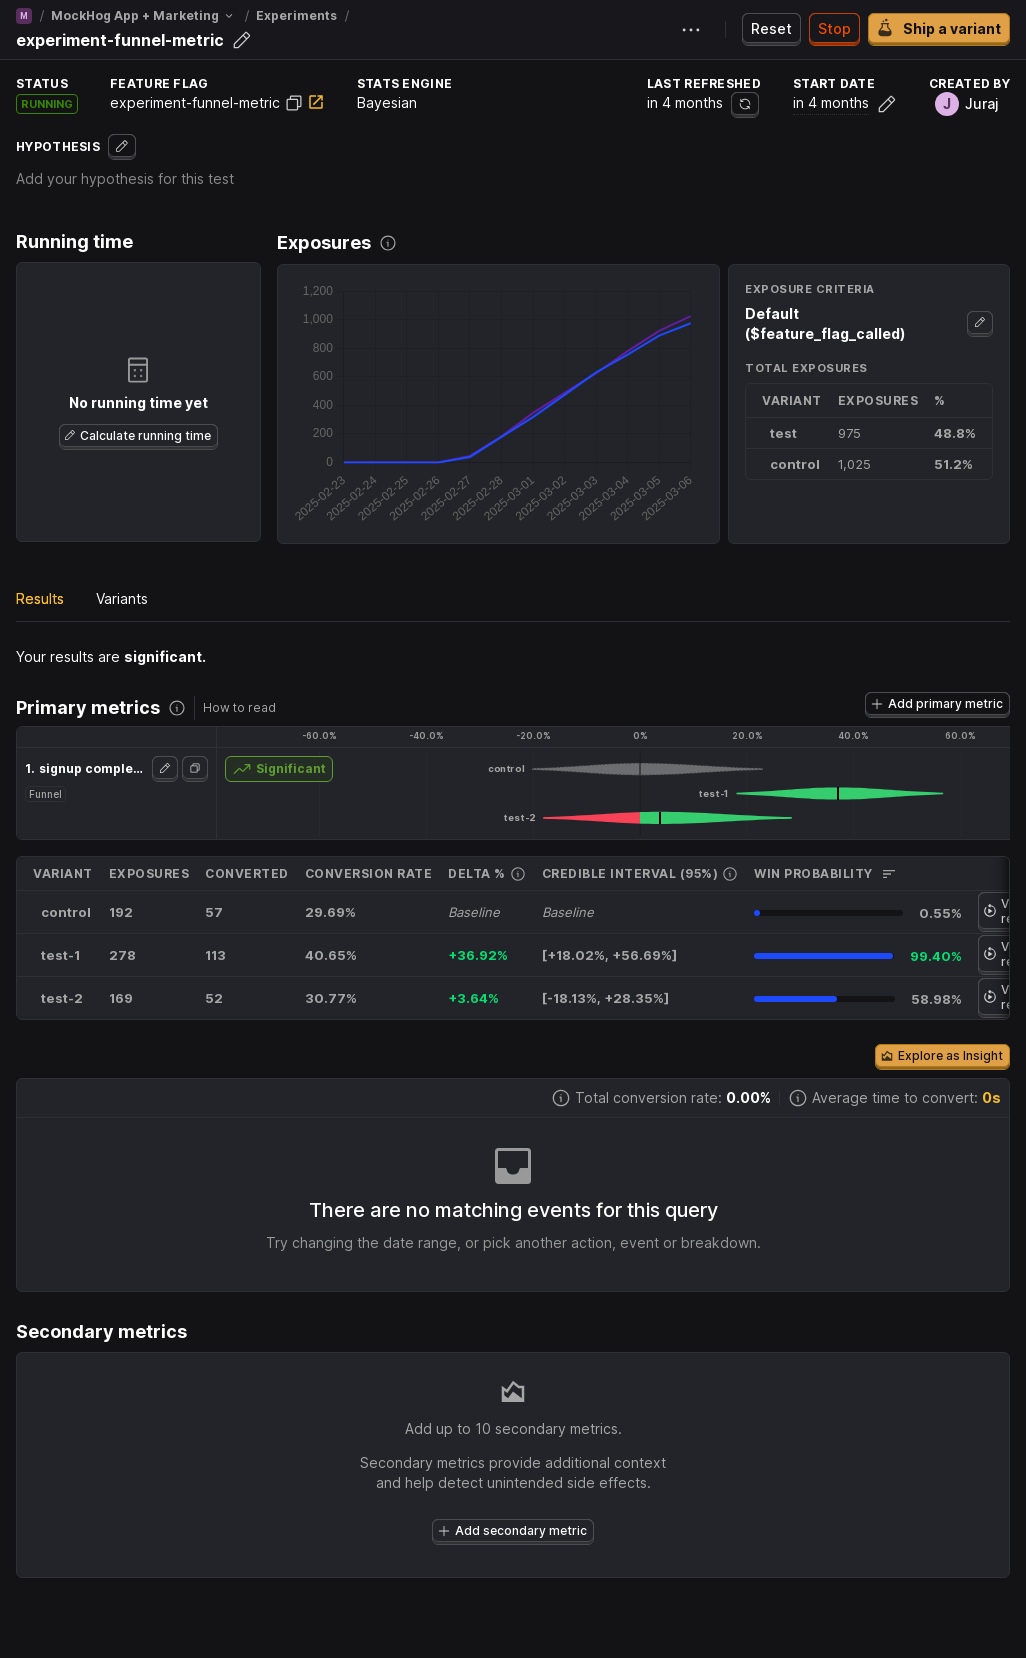 M / MockHog App + Marketing / Experiments /
experiment-funnel-metric
Reset
Stop
Ship a variant
STATUS
RUNNING
FEATURE FLAG
experiment-funnel-metric
STATS ENGINE
Bayesian
LAST REFRESHED
in 4 months
START DATE
in 4 months
CREATED BY
J Juraj
HYPOTHESIS
Add your hypothesis for this test
Running time
No running time yet
Calculate running time
Exposures
1,200
1,000
800
600
400
200
0
2025-02-23
2025-02-24
2025-02-25
2025-02-26
2025-02-27
2025-02-28
2025-03-01
2025-03-02
2025-03-03
2025-03-04
2025-03-05
2025-03-06
EXPOSURE CRITERIA
Default
($feature_flag_called)
TOTAL EXPOSURES
VARIANT EXPOSURES %
test 975 48.8%
control 1,025 51.2%
Results Variants
Your results are significant.
Primary metrics How to read
Add primary metric
-60.0% -40.0% -20.0% 0% 20.0% 40.0% 60.0%
1. signup comple...
Funnel
Significant
control
test-1
test-2
VARIANT EXPOSURES CONVERTED CONVERSION RATE DELTA % CREDIBLE INTERVAL (95%) WIN PROBABILITY
control 192 57 29.69% Baseline Baseline 0.55%
test-1 278 113 40.65% +36.92% [+18.02%, +56.69%] 99.40%
test-2 169 52 30.77% +3.64% [-18.13%, +28.35%] 58.98%
Explore as Insight
Total conversion rate: 0.00% Average time to convert: 0s
There are no matching events for this query
Try changing the date range, or pick another action, event or breakdown.
Secondary metrics
Add up to 10 secondary metrics.
Secondary metrics provide additional context
and help detect unintended side effects.
Add secondary metric